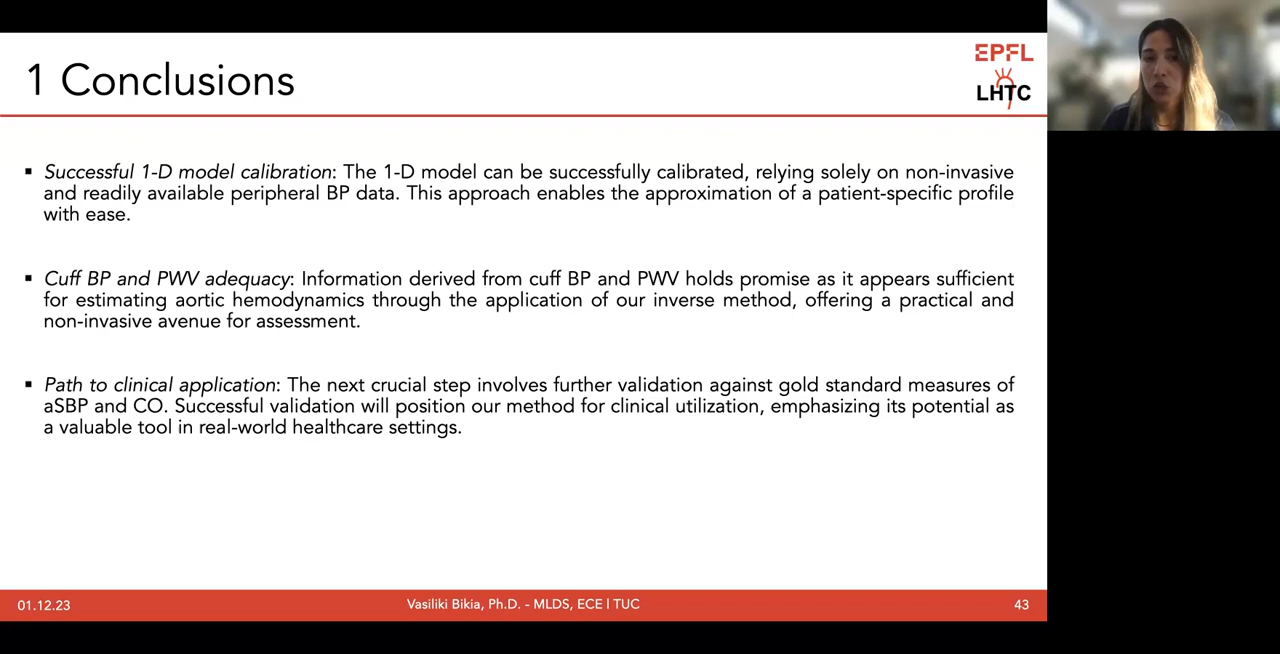 1 Conclusions
EPFL
LHTC
▪ Successful 1-D model calibration: The 1-D model can be successfully calibrated, relying solely on non-invasive
and readily available peripheral BP data. This approach enables the approximation of a patient-specific profile
with ease.
▪ Cuff BP and PWV adequacy: Information derived from cuff BP and PWV holds promise as it appears sufficient
for estimating aortic hemodynamics through the application of our inverse method, offering a practical and
non-invasive avenue for assessment.
▪ Path to clinical application: The next crucial step involves further validation against gold standard measures of
aSBP and CO. Successful validation will position our method for clinical utilization, emphasizing its potential as
a valuable tool in real-world healthcare settings.
01.12.23
Vasiliki Bikia, Ph.D. - MLDS, ECE | TUC
43